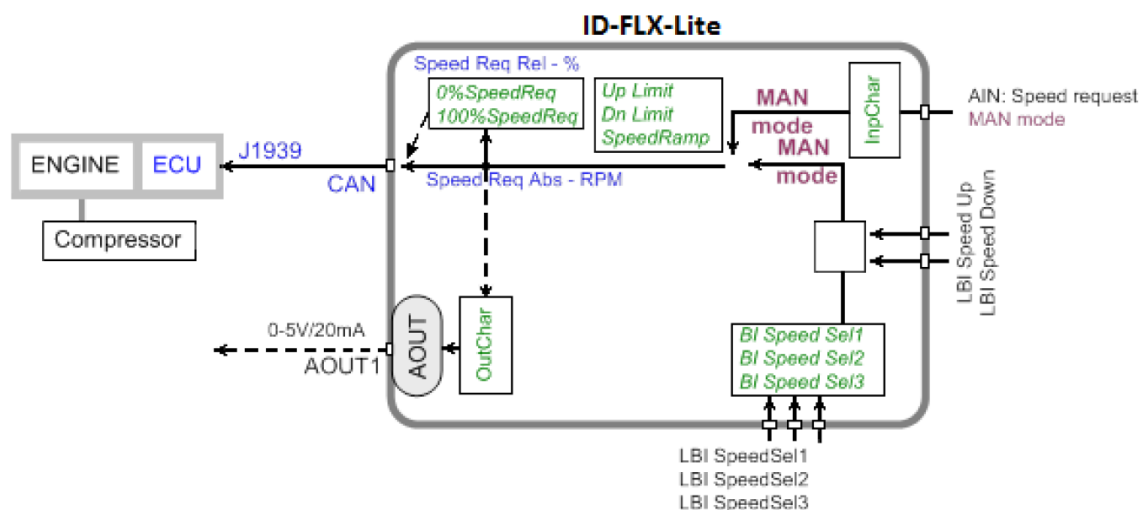 ID-FLX-Lite
Speed Req Rel - %
0%SpeedReq
100%SpeedReq
Up Limit
Dn Limit
SpeedRamp
MAN
mode
InpChar
AIN: Speed request
MAN mode
ENGINE
ECU
J1939
CAN
Speed Req Abs - RPM
MAN
mode
Compressor
LBI Speed Up
LBI Speed Down
0-5V/20mA
AOUT1
AOUT
OutChar
BI Speed Sel1
BI Speed Sel2
BI Speed Sel3
LBI SpeedSel1
LBI SpeedSel2
LBI SpeedSel3